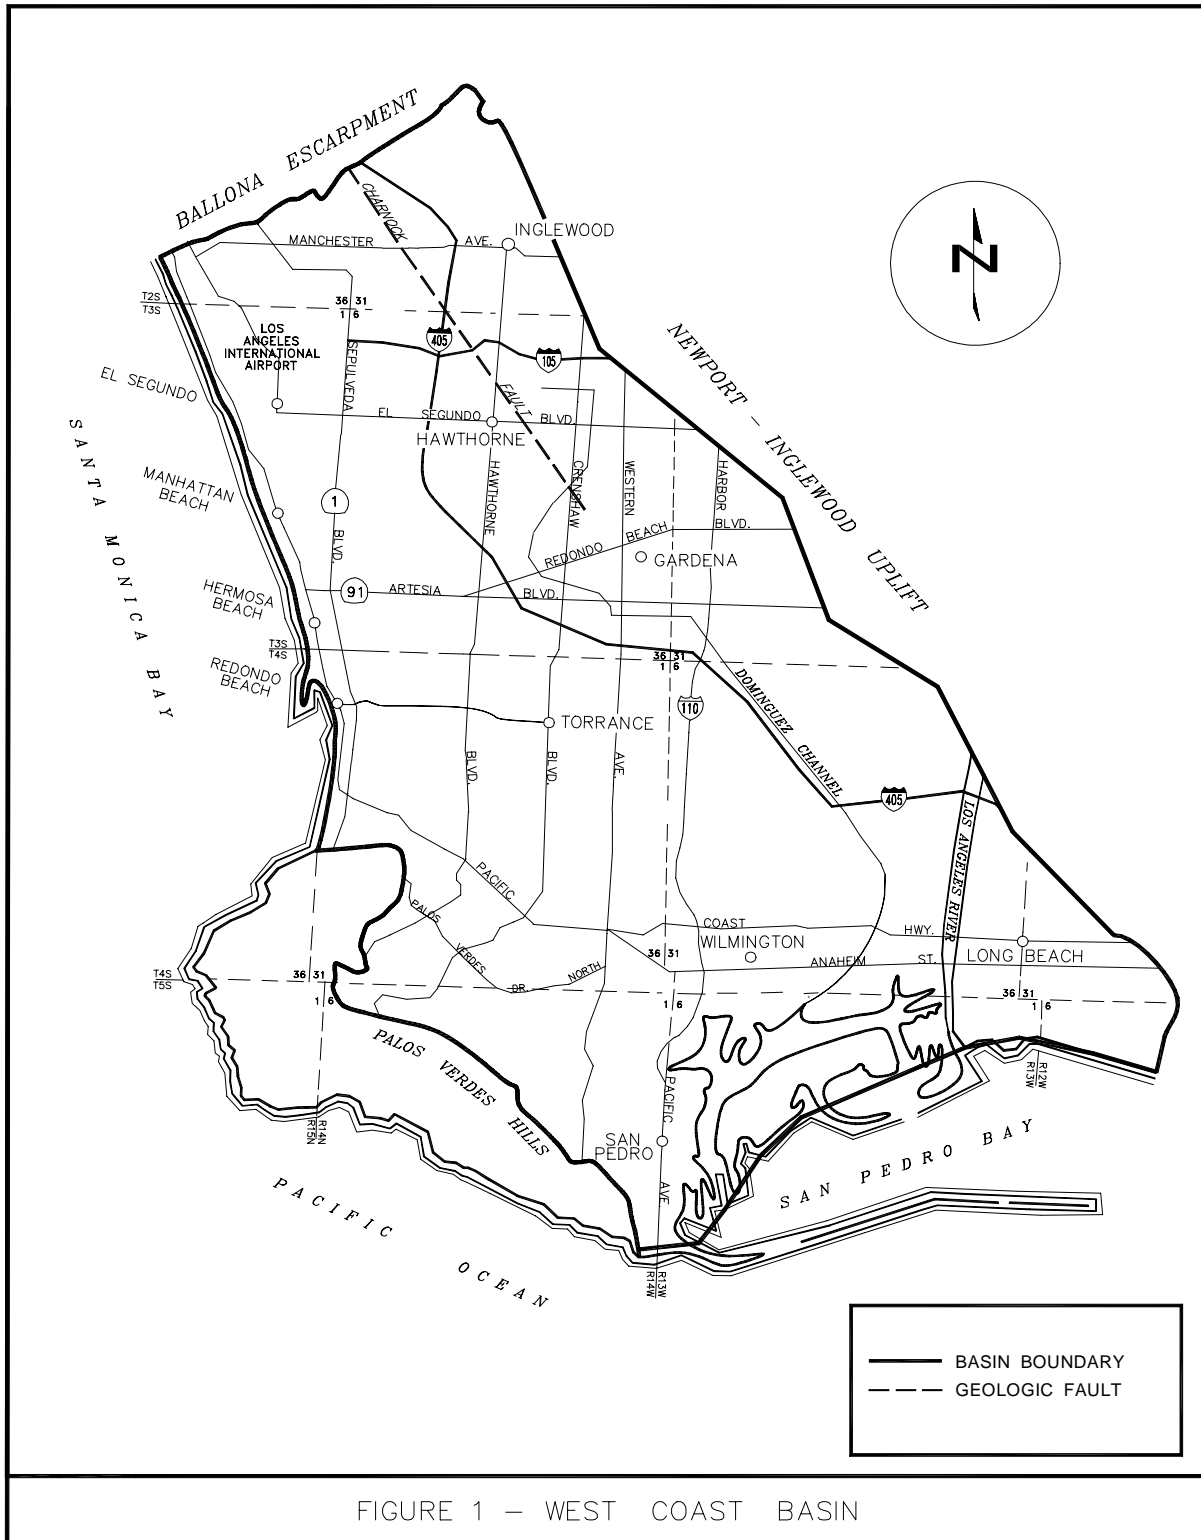 BALLONA ESCARPMENT
CHARNOCK
INGLEWOOD
MANCHESTER AVE.
T2S
T3S
36 31
1 6
LOS
ANGELES
INTERNATIONAL
AIRPORT
SEPULVEDA
405
105
N
NEWPORT - INGLEWOOD UPLIFT
EL SEGUNDO
FAULT
EL SEGUNDO BLVD.
HAWTHORNE
SANTA MONICA BAY
MANHATTAN
BEACH
1
BLVD.
HAWTHORNE
CRENSHAW
WESTERN
HARBOR
REDONDO BEACH BLVD.
GARDENA
HERMOSA
BEACH
91
ARTESIA BLVD.
T3S
T4S
36 31
1 6
REDONDO
BEACH
110
DOMINGUEZ CHANNEL
TORRANCE
BLVD.
BLVD.
AVE.
405
LOS ANGELES RIVER
PACIFIC COAST HWY.
PALOS VERDES DR. NORTH
WILMINGTON
ANAHEIM ST.
LONG BEACH
T4S
T5S
36 31
1 6
36 31
1 6
36 31
1 6
PALOS VERDES HILLS
PACIFIC AVE.
R12W
R13W
R14N
R15N
SAN
PEDRO
SAN PEDRO BAY
PACIFIC OCEAN
R13W
R14W
BASIN BOUNDARY
GEOLOGIC FAULT
FIGURE 1 - WEST COAST BASIN